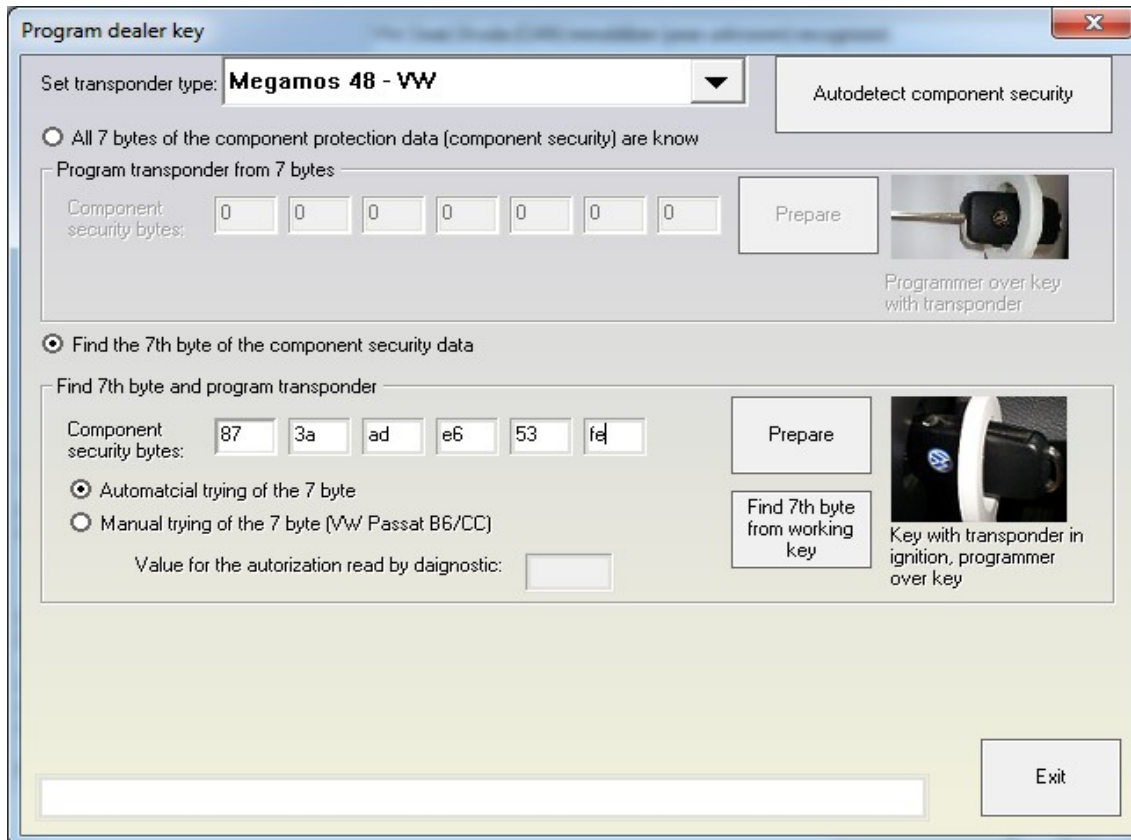 Program dealer key
Set transponder type: Megamos 48 - VW
Autodetect component security
All 7 bytes of the component protection data (component security) are know
Program transponder from 7 bytes
Component
security bytes:
0 0 0 0 0 0 0
Prepare
Programmer over key
with transponder
Find the 7th byte of the component security data
Find 7th byte and program transponder
Component
security bytes:
87 3a ad e6 53 fe
Prepare
Automatcial trying of the 7 byte
Manual trying of the 7 byte (VW Passat B6/CC)
Value for the autorization read by daignostic:
Find 7th byte
from working
key
Key with transponder in
ignition, programmer
over key
Exit